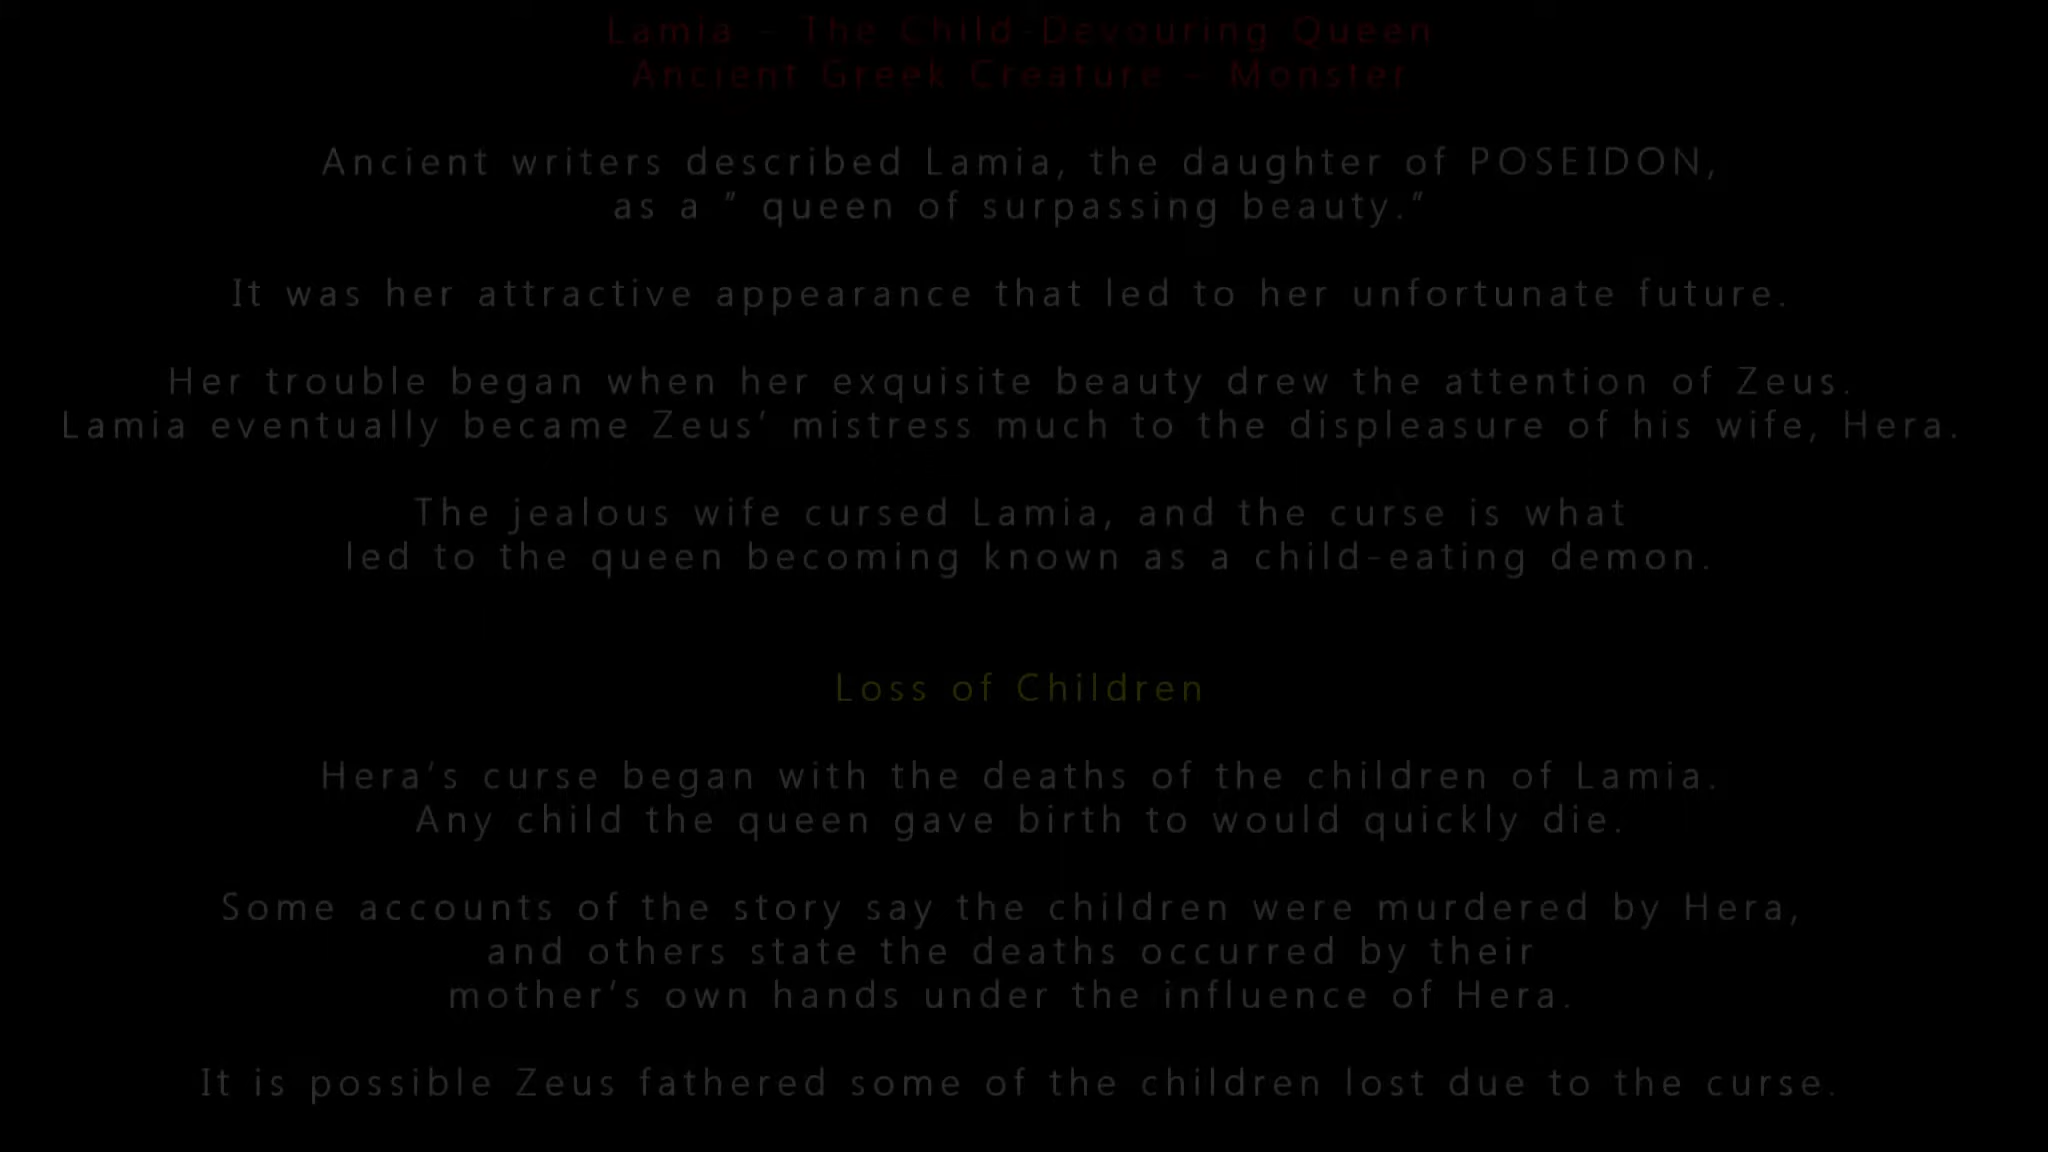 Lamia – The Child-Devouring Queen
Ancient Greek Creature – Monster
Ancient writers described Lamia, the daughter of POSEIDON,
as a " queen of surpassing beauty."
It was her attractive appearance that led to her unfortunate future.
Her trouble began when her exquisite beauty drew the attention of Zeus.
Lamia eventually became Zeus’ mistress much to the displeasure of his wife, Hera.
The jealous wife cursed Lamia, and the curse is what
led to the queen becoming known as a child-eating demon.
Loss of Children
Hera’s curse began with the deaths of the children of Lamia.
Any child the queen gave birth to would quickly die.
Some accounts of the story say the children were murdered by Hera,
and others state the deaths occurred by their
mother’s own hands under the influence of Hera.
It is possible Zeus fathered some of the children lost due to the curse.